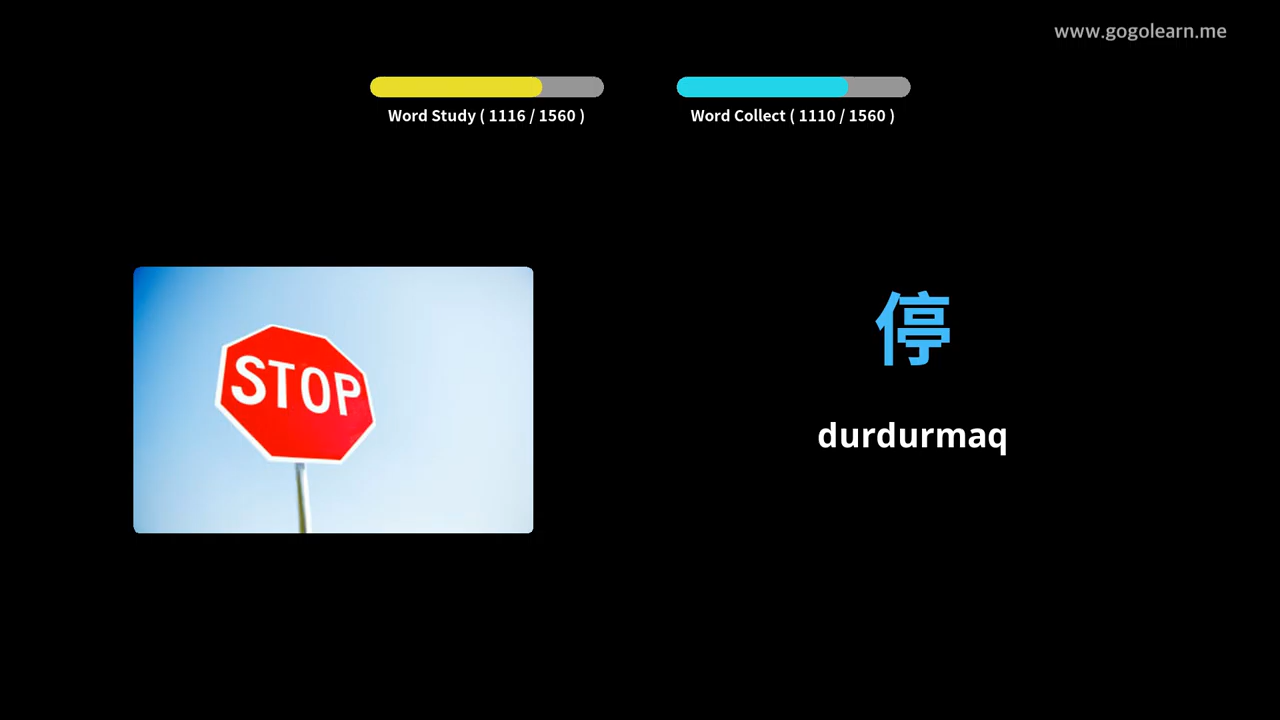 www.gogolearn.me
Word Study ( 1116 / 1560 )
Word Collect ( 1110 / 1560 )
STOP
停
durdurmaq